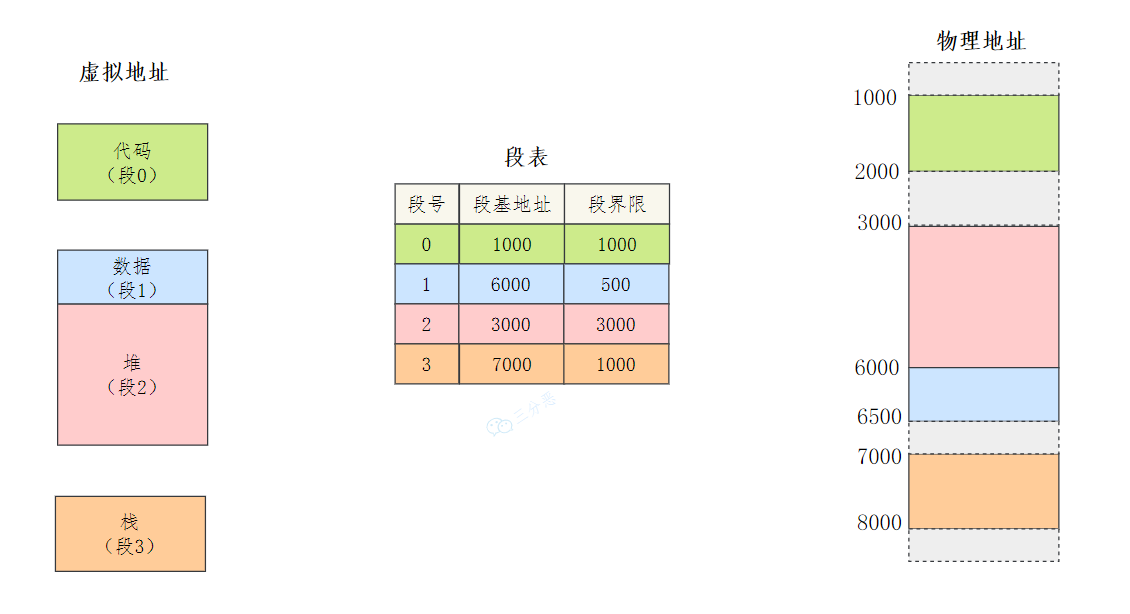 虚拟地址
代码
（段0）
数据
（段1）
堆
（段2）
栈
（段3）
段表
段号 段基地址 段界限
0 1000 1000
1 6000 500
2 3000 3000
3 7000 1000
三分恶
物理地址
1000
2000
3000
6000
6500
7000
8000